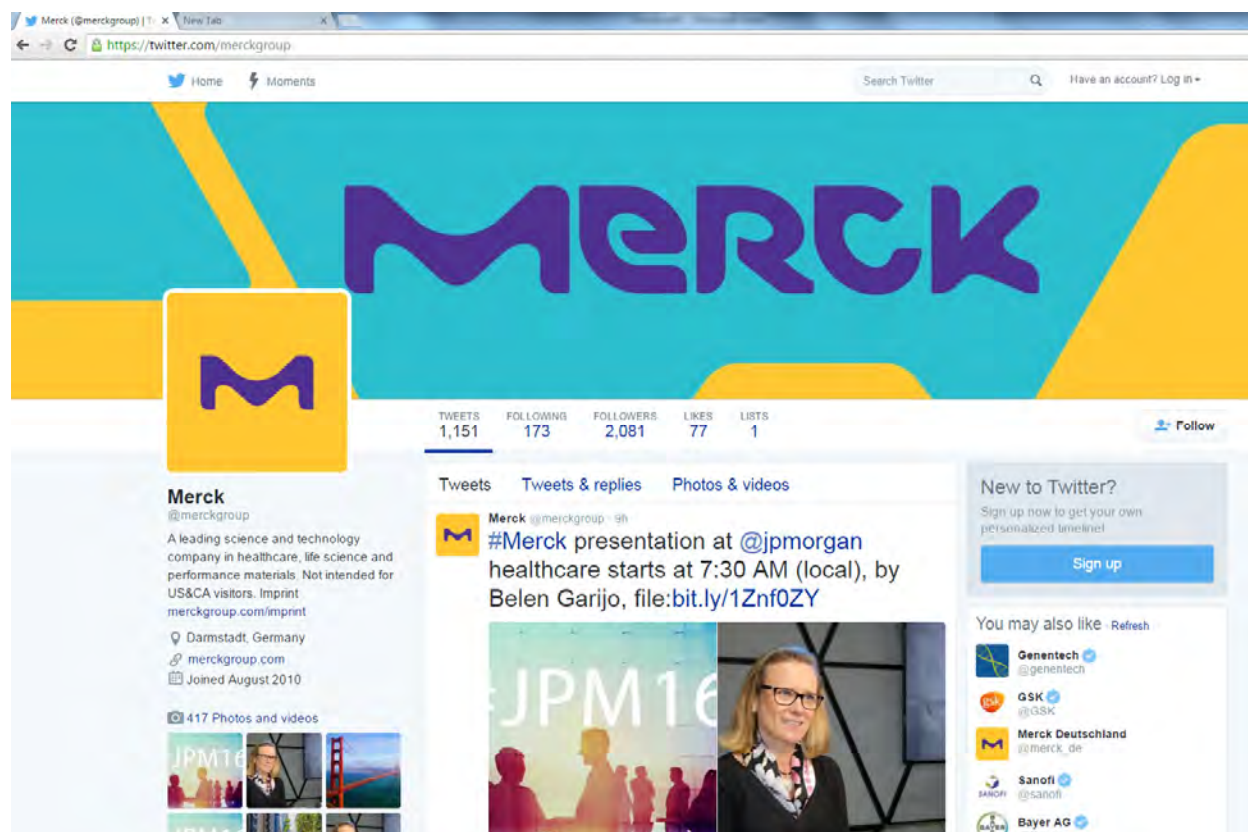 Merck (@merckgroup) | T
New Tab
https://twitter.com/merckgroup
Home
Moments
Search Twitter
Have an account? Log in
MERCK
TWEETS
1,151
FOLLOWING
173
FOLLOWERS
2,081
LIKES
77
LISTS
1
Follow
Merck
@merckgroup
A leading science and technology
company in healthcare, life science and
performance materials. Not intended for
US&CA visitors. Imprint
merckgroup.com/imprint
Darmstadt, Germany
merckgroup.com
Joined August 2010
417 Photos and videos
JPM16
Tweets
Tweets & replies
Photos & videos
Merck @merckgroup · 9h
#Merck presentation at @jpmorgan
healthcare starts at 7:30 AM (local), by
Belen Garijo, file:bit.ly/1Znf0ZY
JPM16
New to Twitter?
Sign up now to get your own
personalized timeline!
Sign up
You may also like · Refresh
Genentech
@genentech
GSK
@GSK
gsk
Merck Deutschland
@merck_de
Sanofi
@sanofi
SANOFI
Bayer AG
BAYER